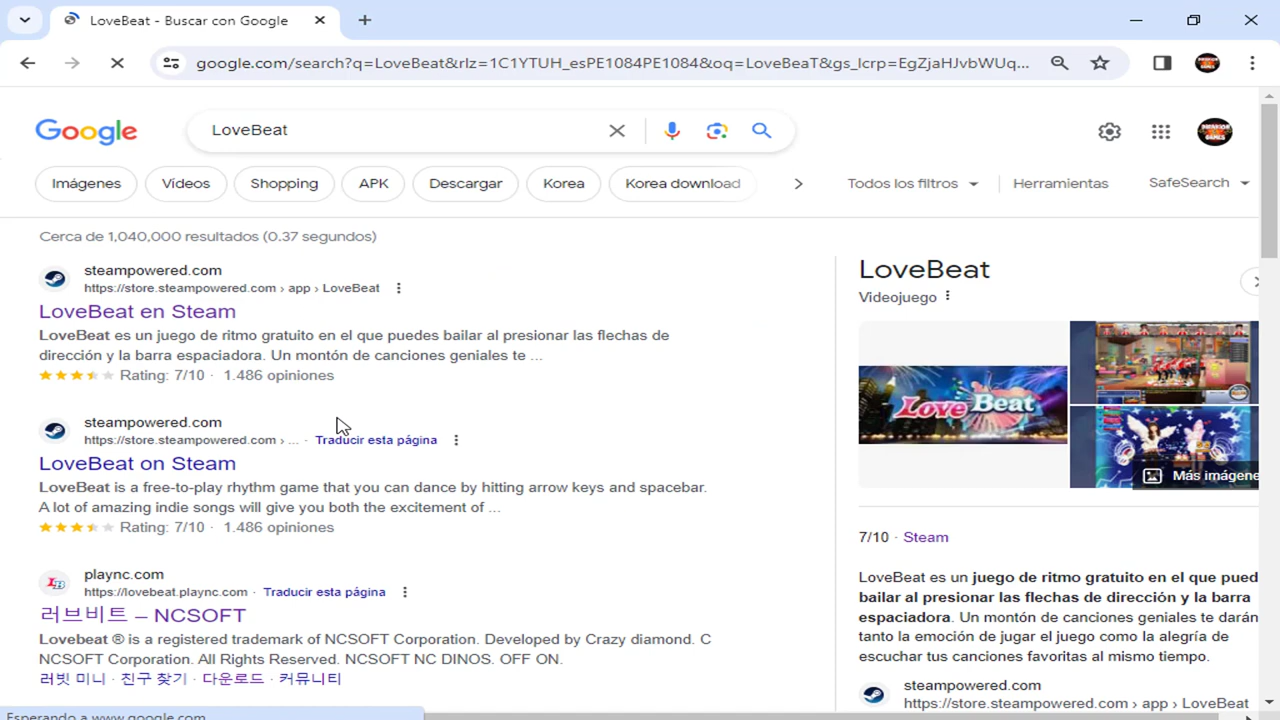 LoveBeat - Buscar con Google
google.com/search?q=LoveBeat&rlz=1C1YTUH_esPE1084PE1084&oq=LoveBeaT&gs_lcrp=EgZjaHJvbWUq...
Google
LoveBeat
Imágenes
Vídeos
Shopping
APK
Descargar
Korea
Korea download
Todos los filtros
Herramientas
SafeSearch
Cerca de 1,040,000 resultados (0.37 segundos)
steampowered.com
https://store.steampowered.com › app › LoveBeat
LoveBeat en Steam
LoveBeat es un juego de ritmo gratuito en el que puedes bailar al presionar las flechas de
dirección y la barra espaciadora. Un montón de canciones geniales te ...
Rating: 7/10 · 1.486 opiniones
steampowered.com
https://store.steampowered.com › ... · Traducir esta página
LoveBeat on Steam
LoveBeat is a free-to-play rhythm game that you can dance by hitting arrow keys and spacebar.
A lot of amazing indie songs will give you both the excitement of ...
Rating: 7/10 · 1.486 opiniones
plaync.com
https://lovebeat.plaync.com · Traducir esta página
러브비트 – NCSOFT
Lovebeat ® is a registered trademark of NCSOFT Corporation. Developed by Crazy diamond. C
NCSOFT Corporation. All Rights Reserved. NCSOFT NC DINOS. OFF ON.
러빗 미니 · 친구 찾기 · 다운로드 · 커뮤니티
LoveBeat
Videojuego
Love Beat
Más imágene
7/10 · Steam
LoveBeat es un juego de ritmo gratuito en el que pued
bailar al presionar las flechas de dirección y la barra
espaciadora. Un montón de canciones geniales te darán
tanto la emoción de jugar el juego como la alegría de
escuchar tus canciones favoritas al mismo tiempo.
steampowered.com
https://store.steampowered.com › app › LoveBeat
Esperando a www.google.com